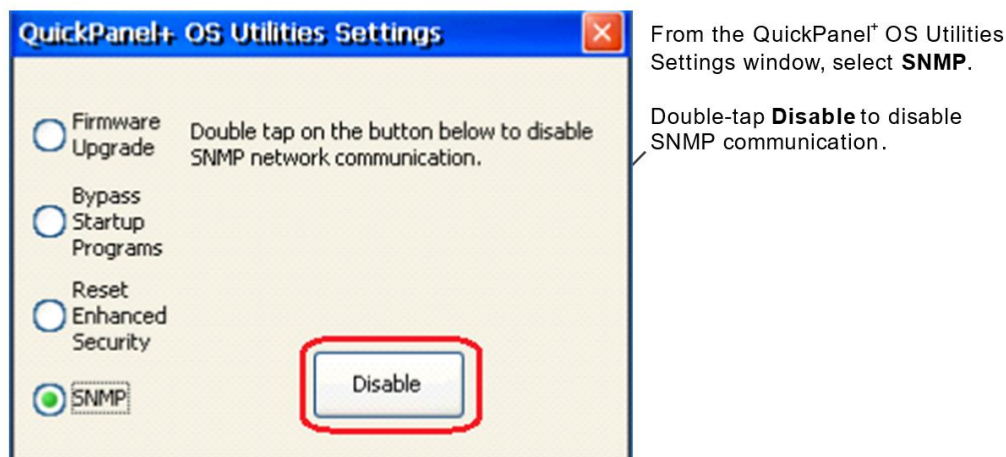 QuickPanel+ OS Utilities Settings
Firmware
Upgrade
Double tap on the button below to disable
SNMP network communication.
Bypass
Startup
Programs
Reset
Enhanced
Security
SNMP
Disable
From the QuickPanel+ OS Utilities
Settings window, select SNMP.
Double-tap Disable to disable
SNMP communication.